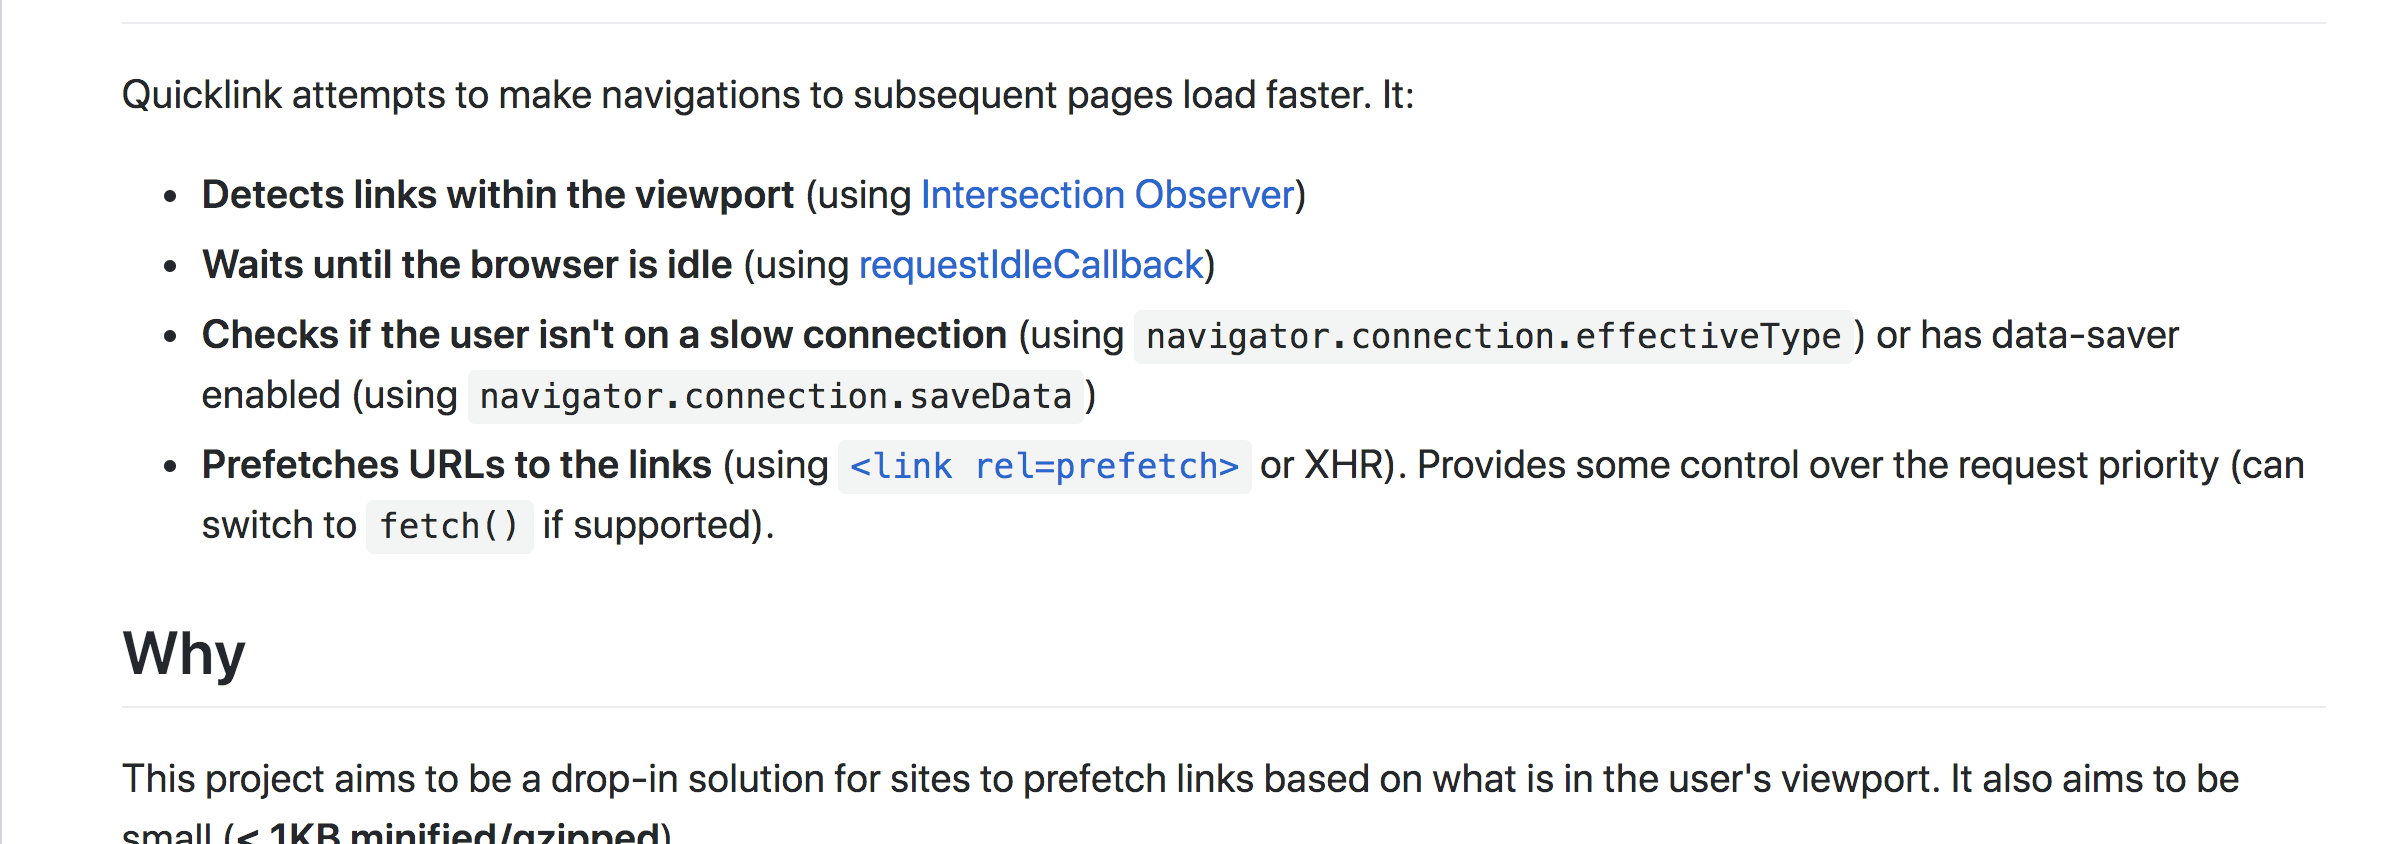 Quicklink attempts to make navigations to subsequent pages load faster. It:
• Detects links within the viewport (using Intersection Observer)
• Waits until the browser is idle (using requestIdleCallback)
• Checks if the user isn't on a slow connection (using navigator.connection.effectiveType) or has data-saver
enabled (using navigator.connection.saveData)
• Prefetches URLs to the links (using <link rel=prefetch> or XHR). Provides some control over the request priority (can
switch to fetch() if supported).
Why
This project aims to be a drop-in solution for sites to prefetch links based on what is in the user's viewport. It also aims to be
small (< 1KB minified/gzipped)